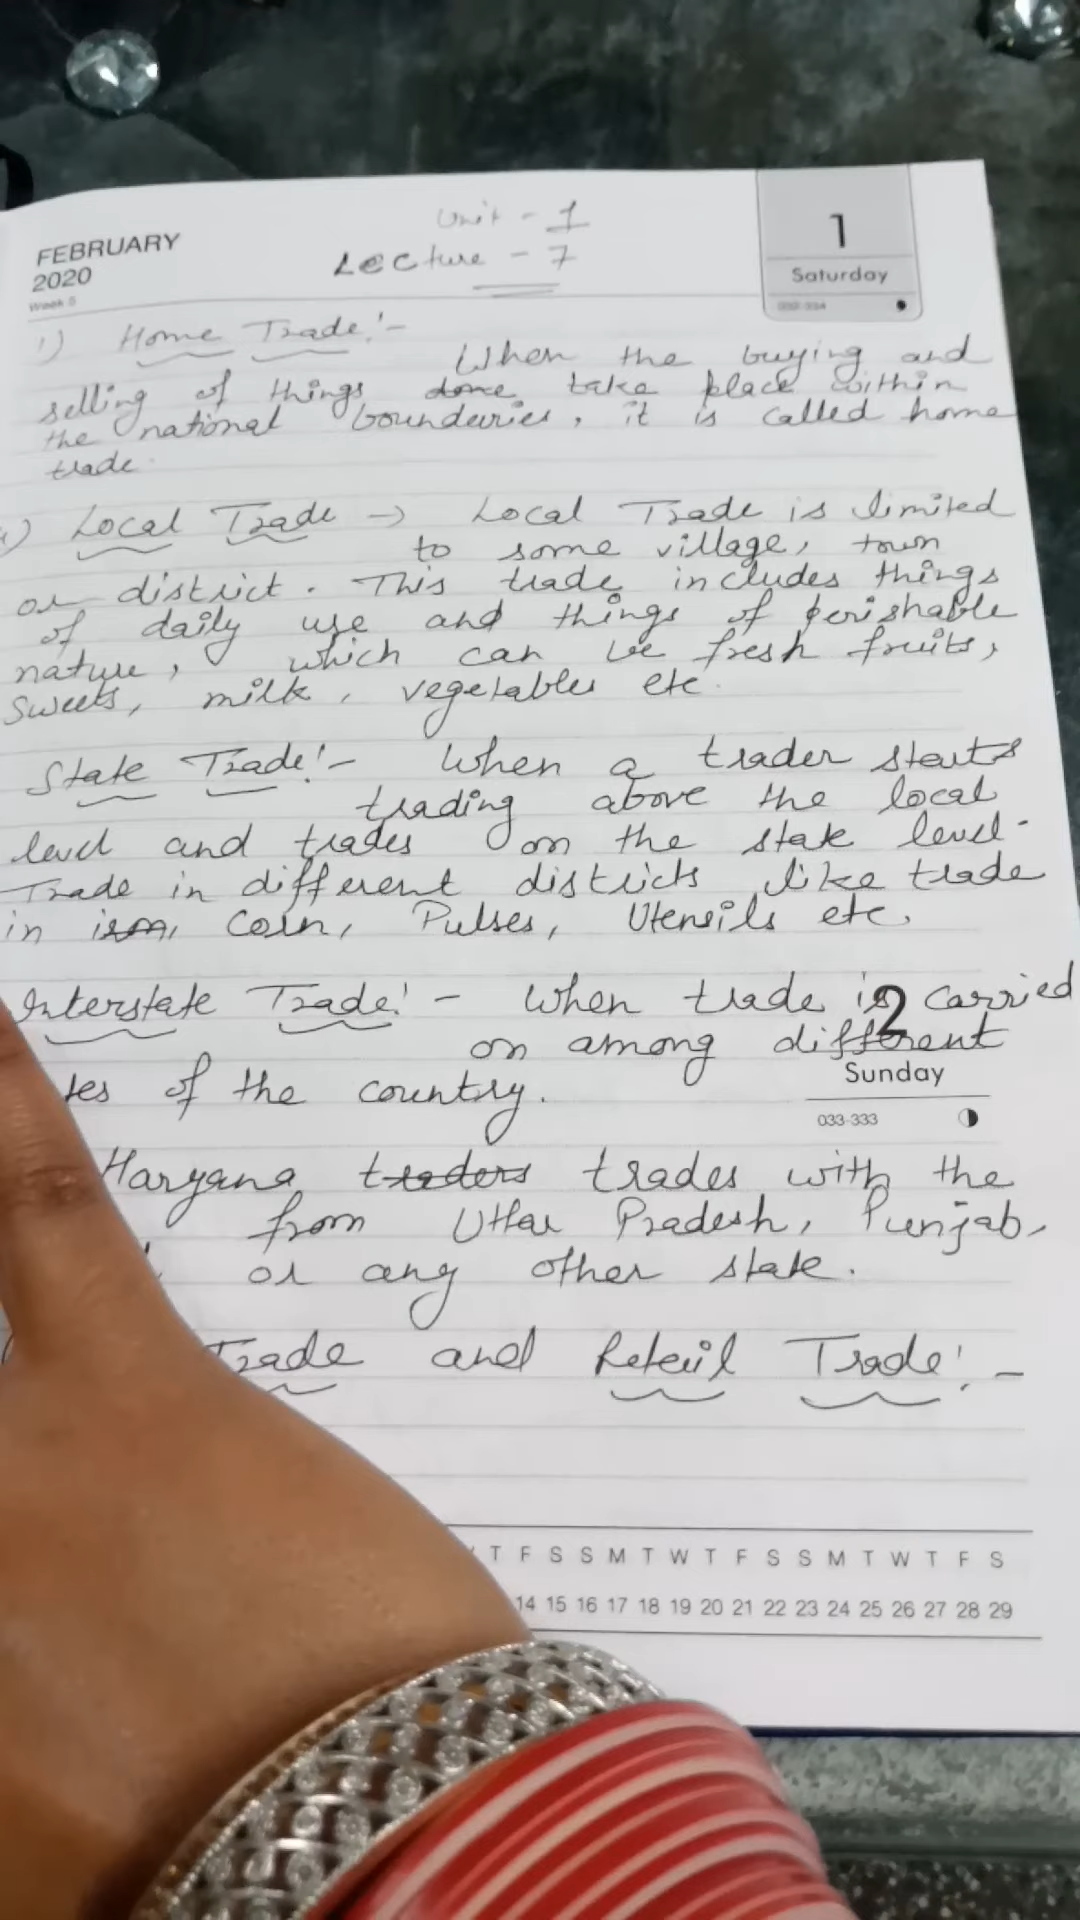 FEBRUARY
2020
Week 5
Unit - 1
Lecture - 7
1
Saturday
032-334
1) Home Trade:-
When the buying and
selling of things done take place within
the national boundaries, it is called home
trade.
Local Trade → Local Trade is limited
to some village, town
or district. This trade includes things
of daily use and things of perishable
nature, which can be fresh fruits,
sweets, milk, vegetables etc.
State Trade:- When a trader starts
trading above the local
level and trades on the state level.
Trade in different districts like trade
in corn, Pulses, Utensils etc.
Interstate Trade:- When trade is carried
on among different
tes of the country.
2
Sunday
033-333
Haryana traders trades with the
from Uttar Pradesh, Punjab,
or any other state.
Trade and Retail Trade:-
T F S S M T W T F S S M T W T F S
14 15 16 17 18 19 20 21 22 23 24 25 26 27 28 29